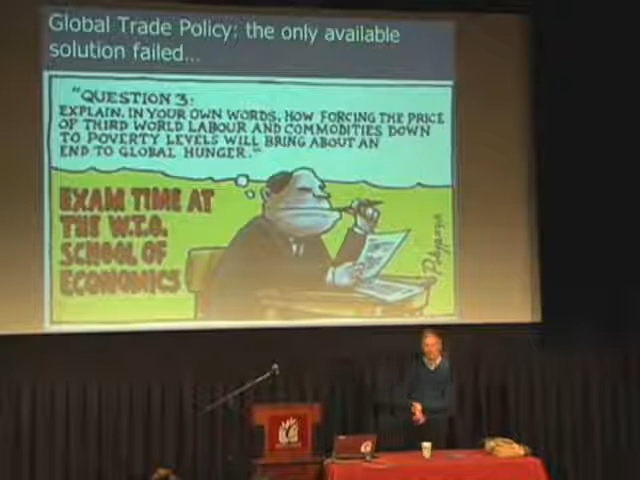 Global Trade Policy: the only available
solution failed...
"QUESTION 3:
EXPLAIN, IN YOUR OWN WORDS, HOW FORCING THE PRICE
OF THIRD WORLD LABOUR AND COMMODITIES DOWN
TO POVERTY LEVELS WILL BRING ABOUT AN
END TO GLOBAL HUNGER."
EXAM TIME AT
THE W.T.O.
SCHOOL OF
ECONOMICS